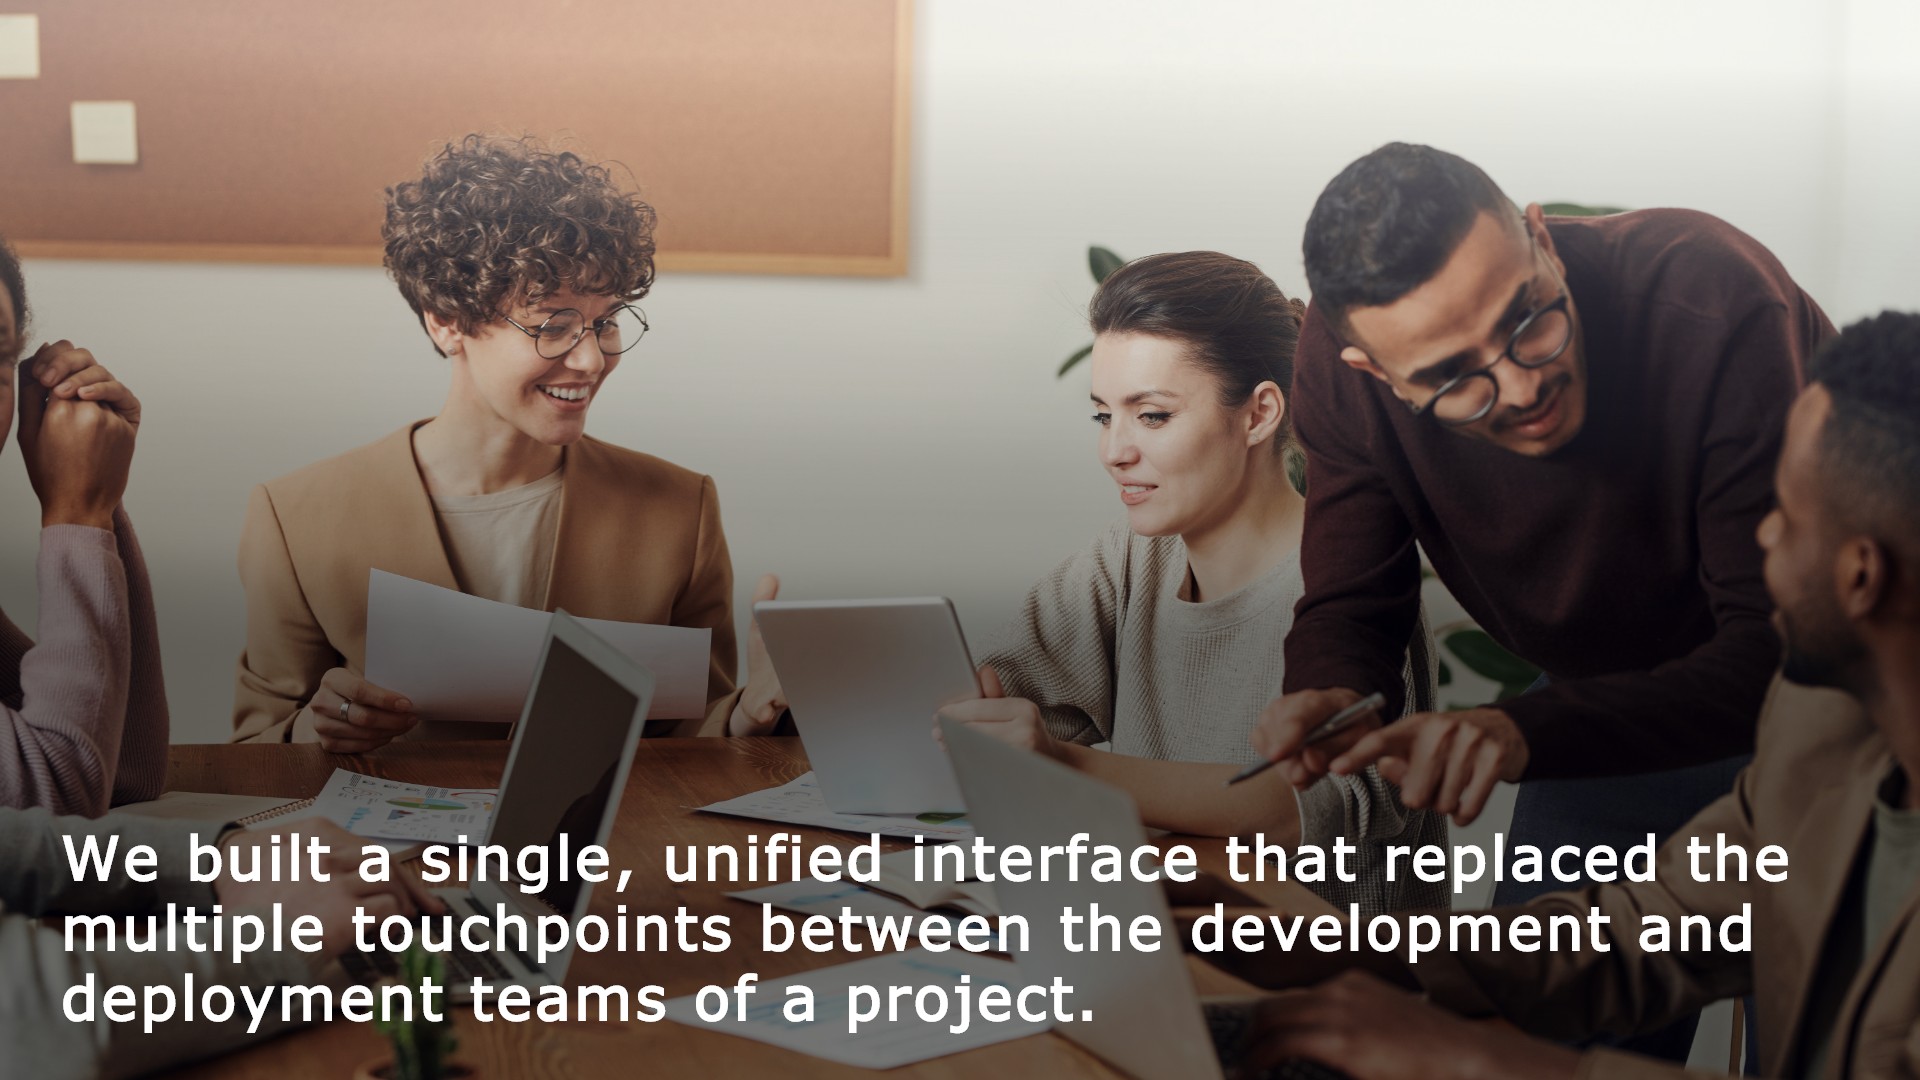 We built a single, unified interface that replaced the
multiple touchpoints between the development and
deployment teams of a project.